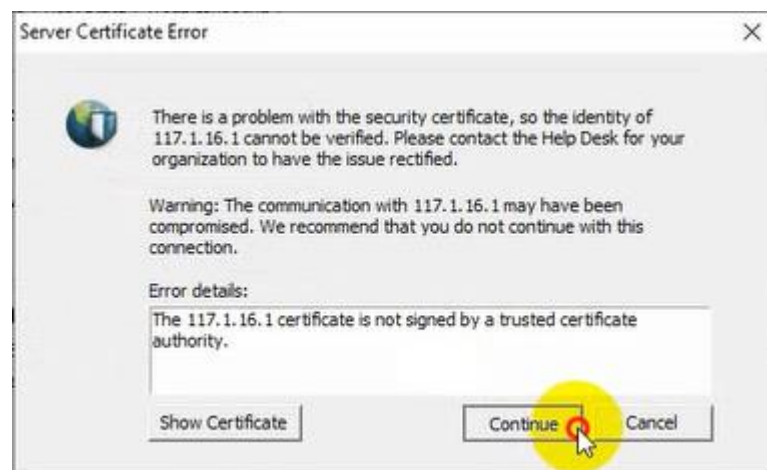 Server Certificate Error
There is a problem with the security certificate, so the identity of
117.1.16.1 cannot be verified. Please contact the Help Desk for your
organization to have the issue rectified.
Warning: The communication with 117.1.16.1 may have been
compromised. We recommend that you do not continue with this
connection.
Error details:
The 117.1.16.1 certificate is not signed by a trusted certificate
authority.
Show Certificate
Continue
Cancel